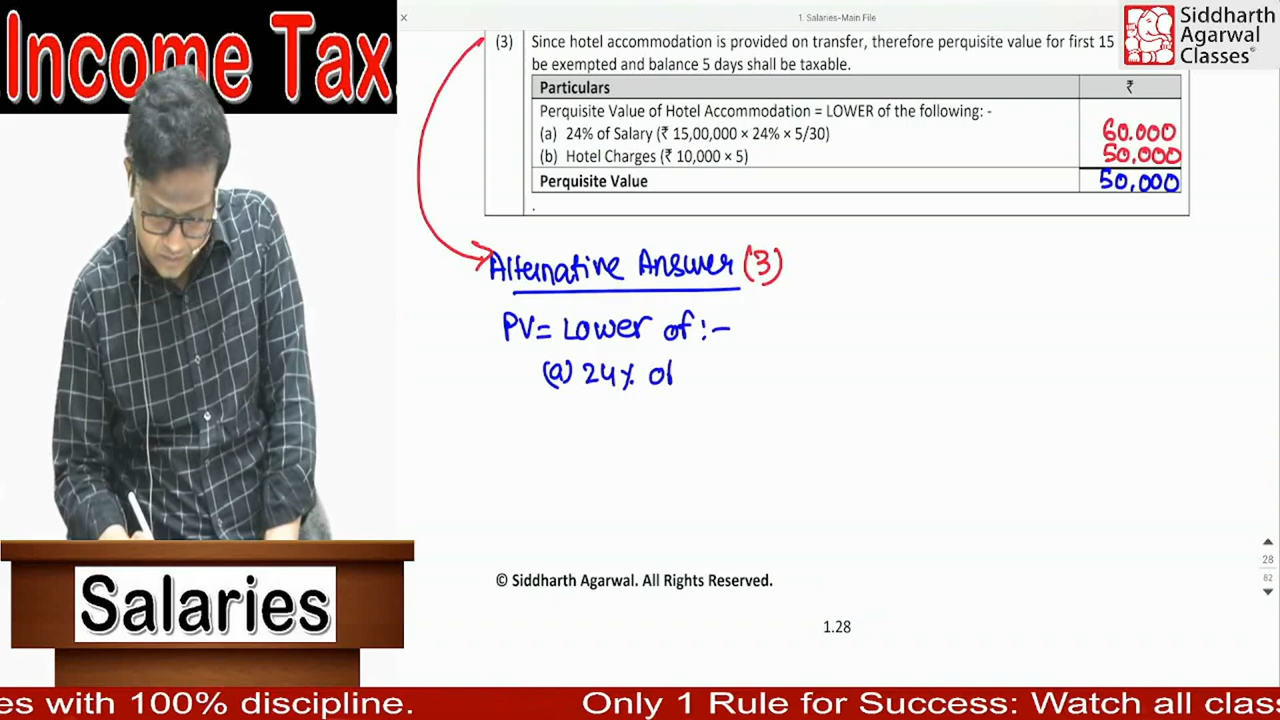 Income Tax
1. Salaries-Main File
Siddharth
Agarwal
Classes®
(3) Since hotel accommodation is provided on transfer, therefore perquisite value for first 15
be exempted and balance 5 days shall be taxable.
Particulars ₹
Perquisite Value of Hotel Accommodation = LOWER of the following: -
(a) 24% of Salary (₹ 15,00,000 × 24% × 5/30) 60.000
(b) Hotel Charges (₹ 10,000 × 5) 50,000
Perquisite Value 50,000
Alternative Answer (3)
PV= Lower of :-
(a) 24% of
© Siddharth Agarwal. All Rights Reserved.
28
82
1.28
Salaries
es with 100% discipline. Only 1 Rule for Success: Watch all class